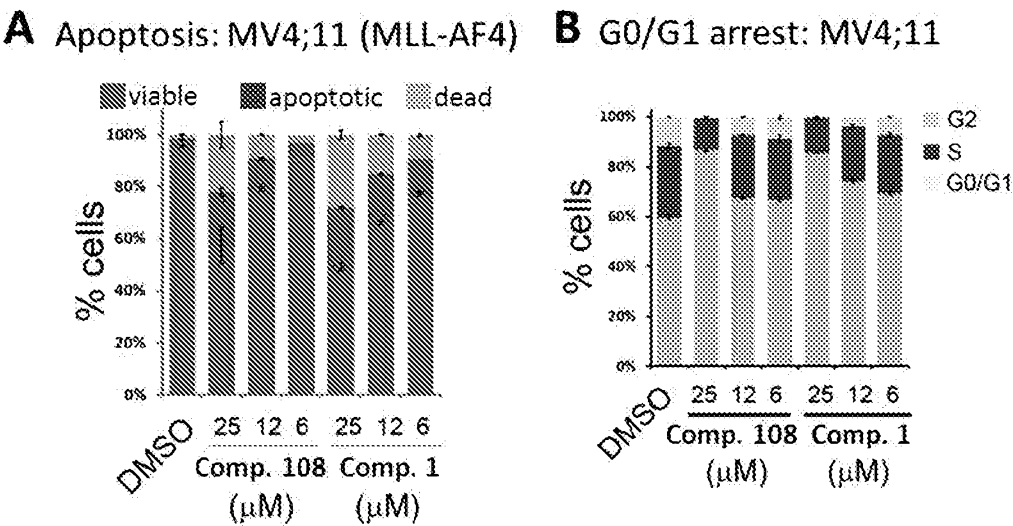 A Apoptosis: MV4;11 (MLL-AF4)
viable apoptotic dead
% cells
100%
80%
60%
40%
20%
0%
DMSO 25 12 6 25 12 6
Comp. 108 Comp. 1
(µM) (µM)
B G0/G1 arrest: MV4;11
G2
S
G0/G1
% cells
100%
80%
60%
40%
20%
0%
DMSO 25 12 6 25 12 6
Comp. 108 Comp. 1
(µM) (µM)